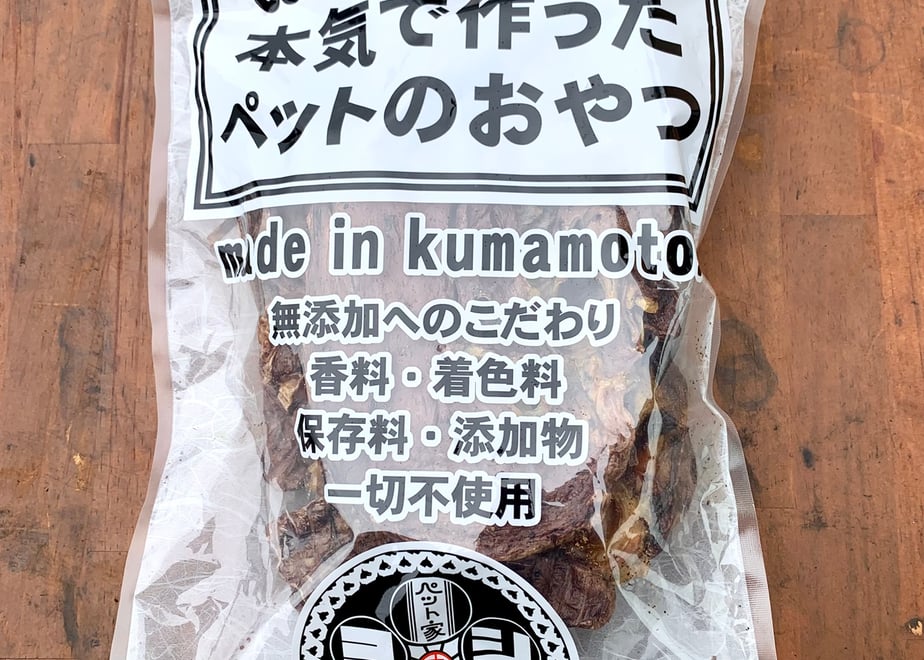 本気で作った
ペットのおやつ
made in kumamoto
無添加へのこだわり
香料・着色料
保存料・添加物
一切不使用
ペット家